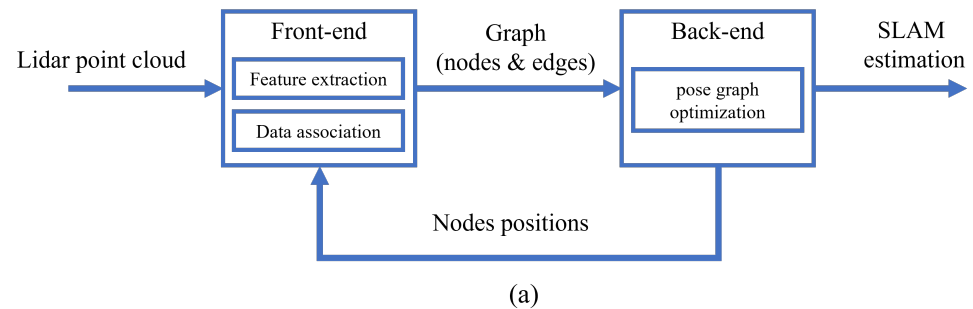 Lidar point cloud
Front-end
Feature extraction
Data association
Graph
(nodes & edges)
Back-end
pose graph
optimization
SLAM
estimation
Nodes positions
(a)